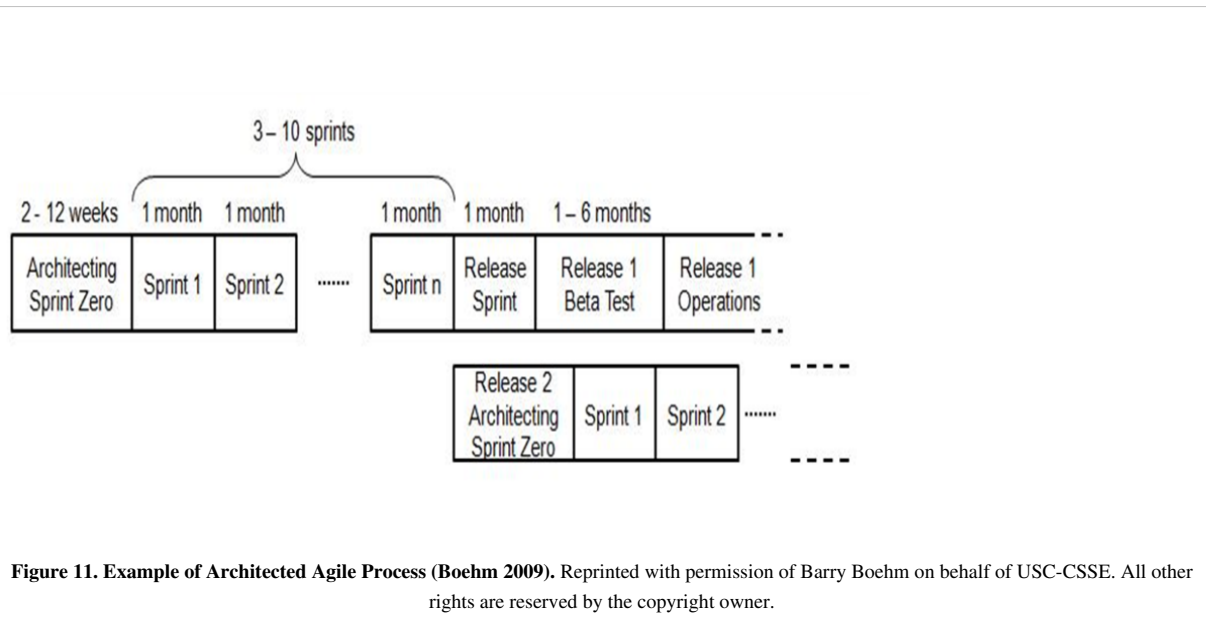 3 – 10 sprints
2 - 12 weeks 1 month 1 month 1 month 1 month 1 – 6 months
Architecting
Sprint Zero
Sprint 1
Sprint 2
.......
Sprint n
Release
Sprint
Release 1
Beta Test
Release 1
Operations
Release 2
Architecting
Sprint Zero
Sprint 1
Sprint 2
.......
Figure 11. Example of Architected Agile Process (Boehm 2009). Reprinted with permission of Barry Boehm on behalf of USC-CSSE. All other
rights are reserved by the copyright owner.